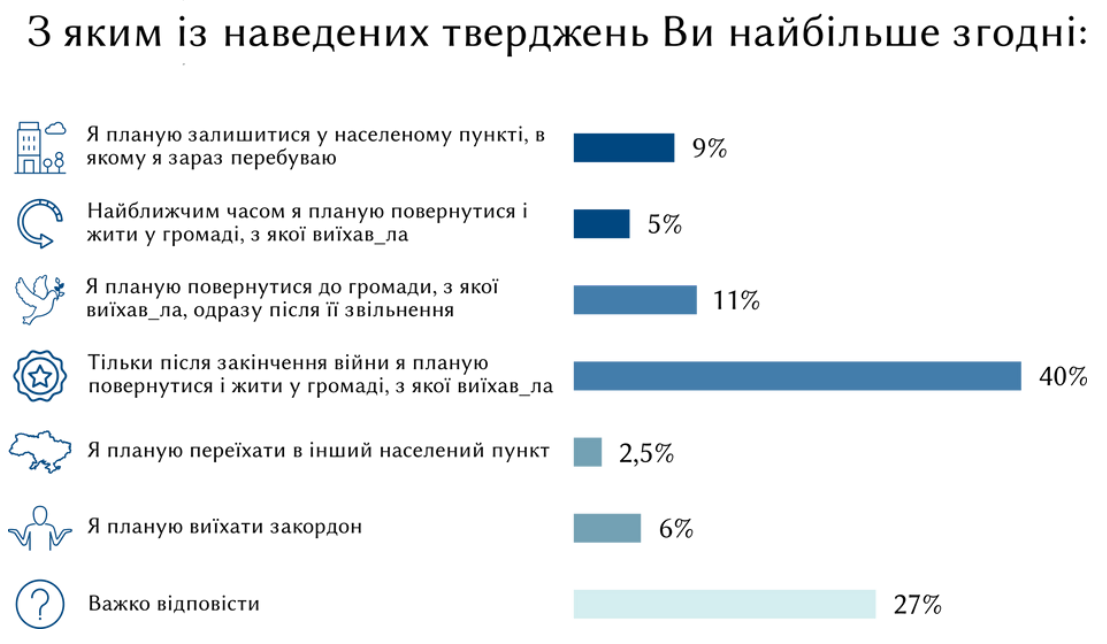 З яким із наведених тверджень Ви найбільше згодні:
Я планую залишитися у населеному пункті, в
якому я зараз перебуваю
9%
Найближчим часом я планую повернутися і
жити у громаді, з якої виїхав_ла
5%
Я планую повернутися до громади, з якої
виїхав_ла, одразу після її звільнення
11%
Тільки після закінчення війни я планую
повернутися і жити у громаді, з якої виїхав_ла
40%
Я планую переїхати в інший населений пункт
2,5%
Я планую виїхати закордон
6%
Важко відповісти
27%